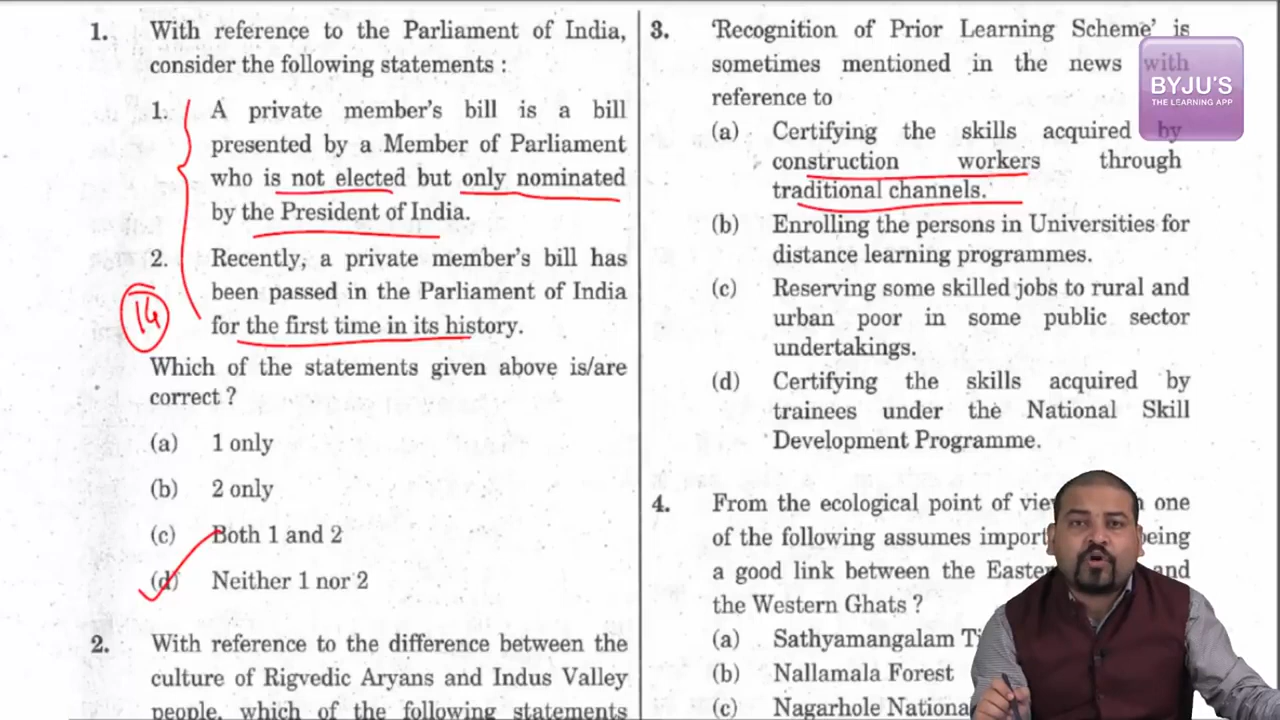 1. With reference to the Parliament of India,
consider the following statements :
1. A private member's bill is a bill
presented by a Member of Parliament
who is not elected but only nominated
by the President of India.
2. Recently, a private member's bill has
been passed in the Parliament of India
for the first time in its history.
14
Which of the statements given above is/are
correct ?
(a) 1 only
(b) 2 only
(c) Both 1 and 2
(d) Neither 1 nor 2
2. With reference to the difference between the
culture of Rigvedic Aryans and Indus Valley
people, which of the following statements
3. 'Recognition of Prior Learning Scheme' is
sometimes mentioned in the news with
reference to
(a) Certifying the skills acquired by
construction workers through
traditional channels.
(b) Enrolling the persons in Universities for
distance learning programmes.
(c) Reserving some skilled jobs to rural and
urban poor in some public sector
undertakings.
(d) Certifying the skills acquired by
trainees under the National Skill
Development Programme.
4. From the ecological point of one
of the following assumes
a good link between the and
the Western Ghats ?
(a) Sathyamangalam
(b) Nallamala Forest
(c) Nagarhole
BYJU'S
THE LEARNING APP